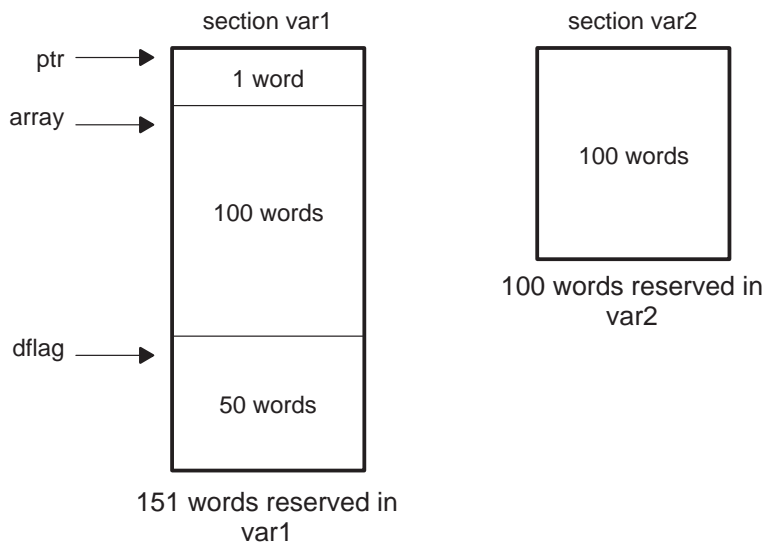 section var1
ptr
1 word
array
100 words
dflag
50 words
151 words reserved in
var1
section var2
100 words
100 words reserved in
var2